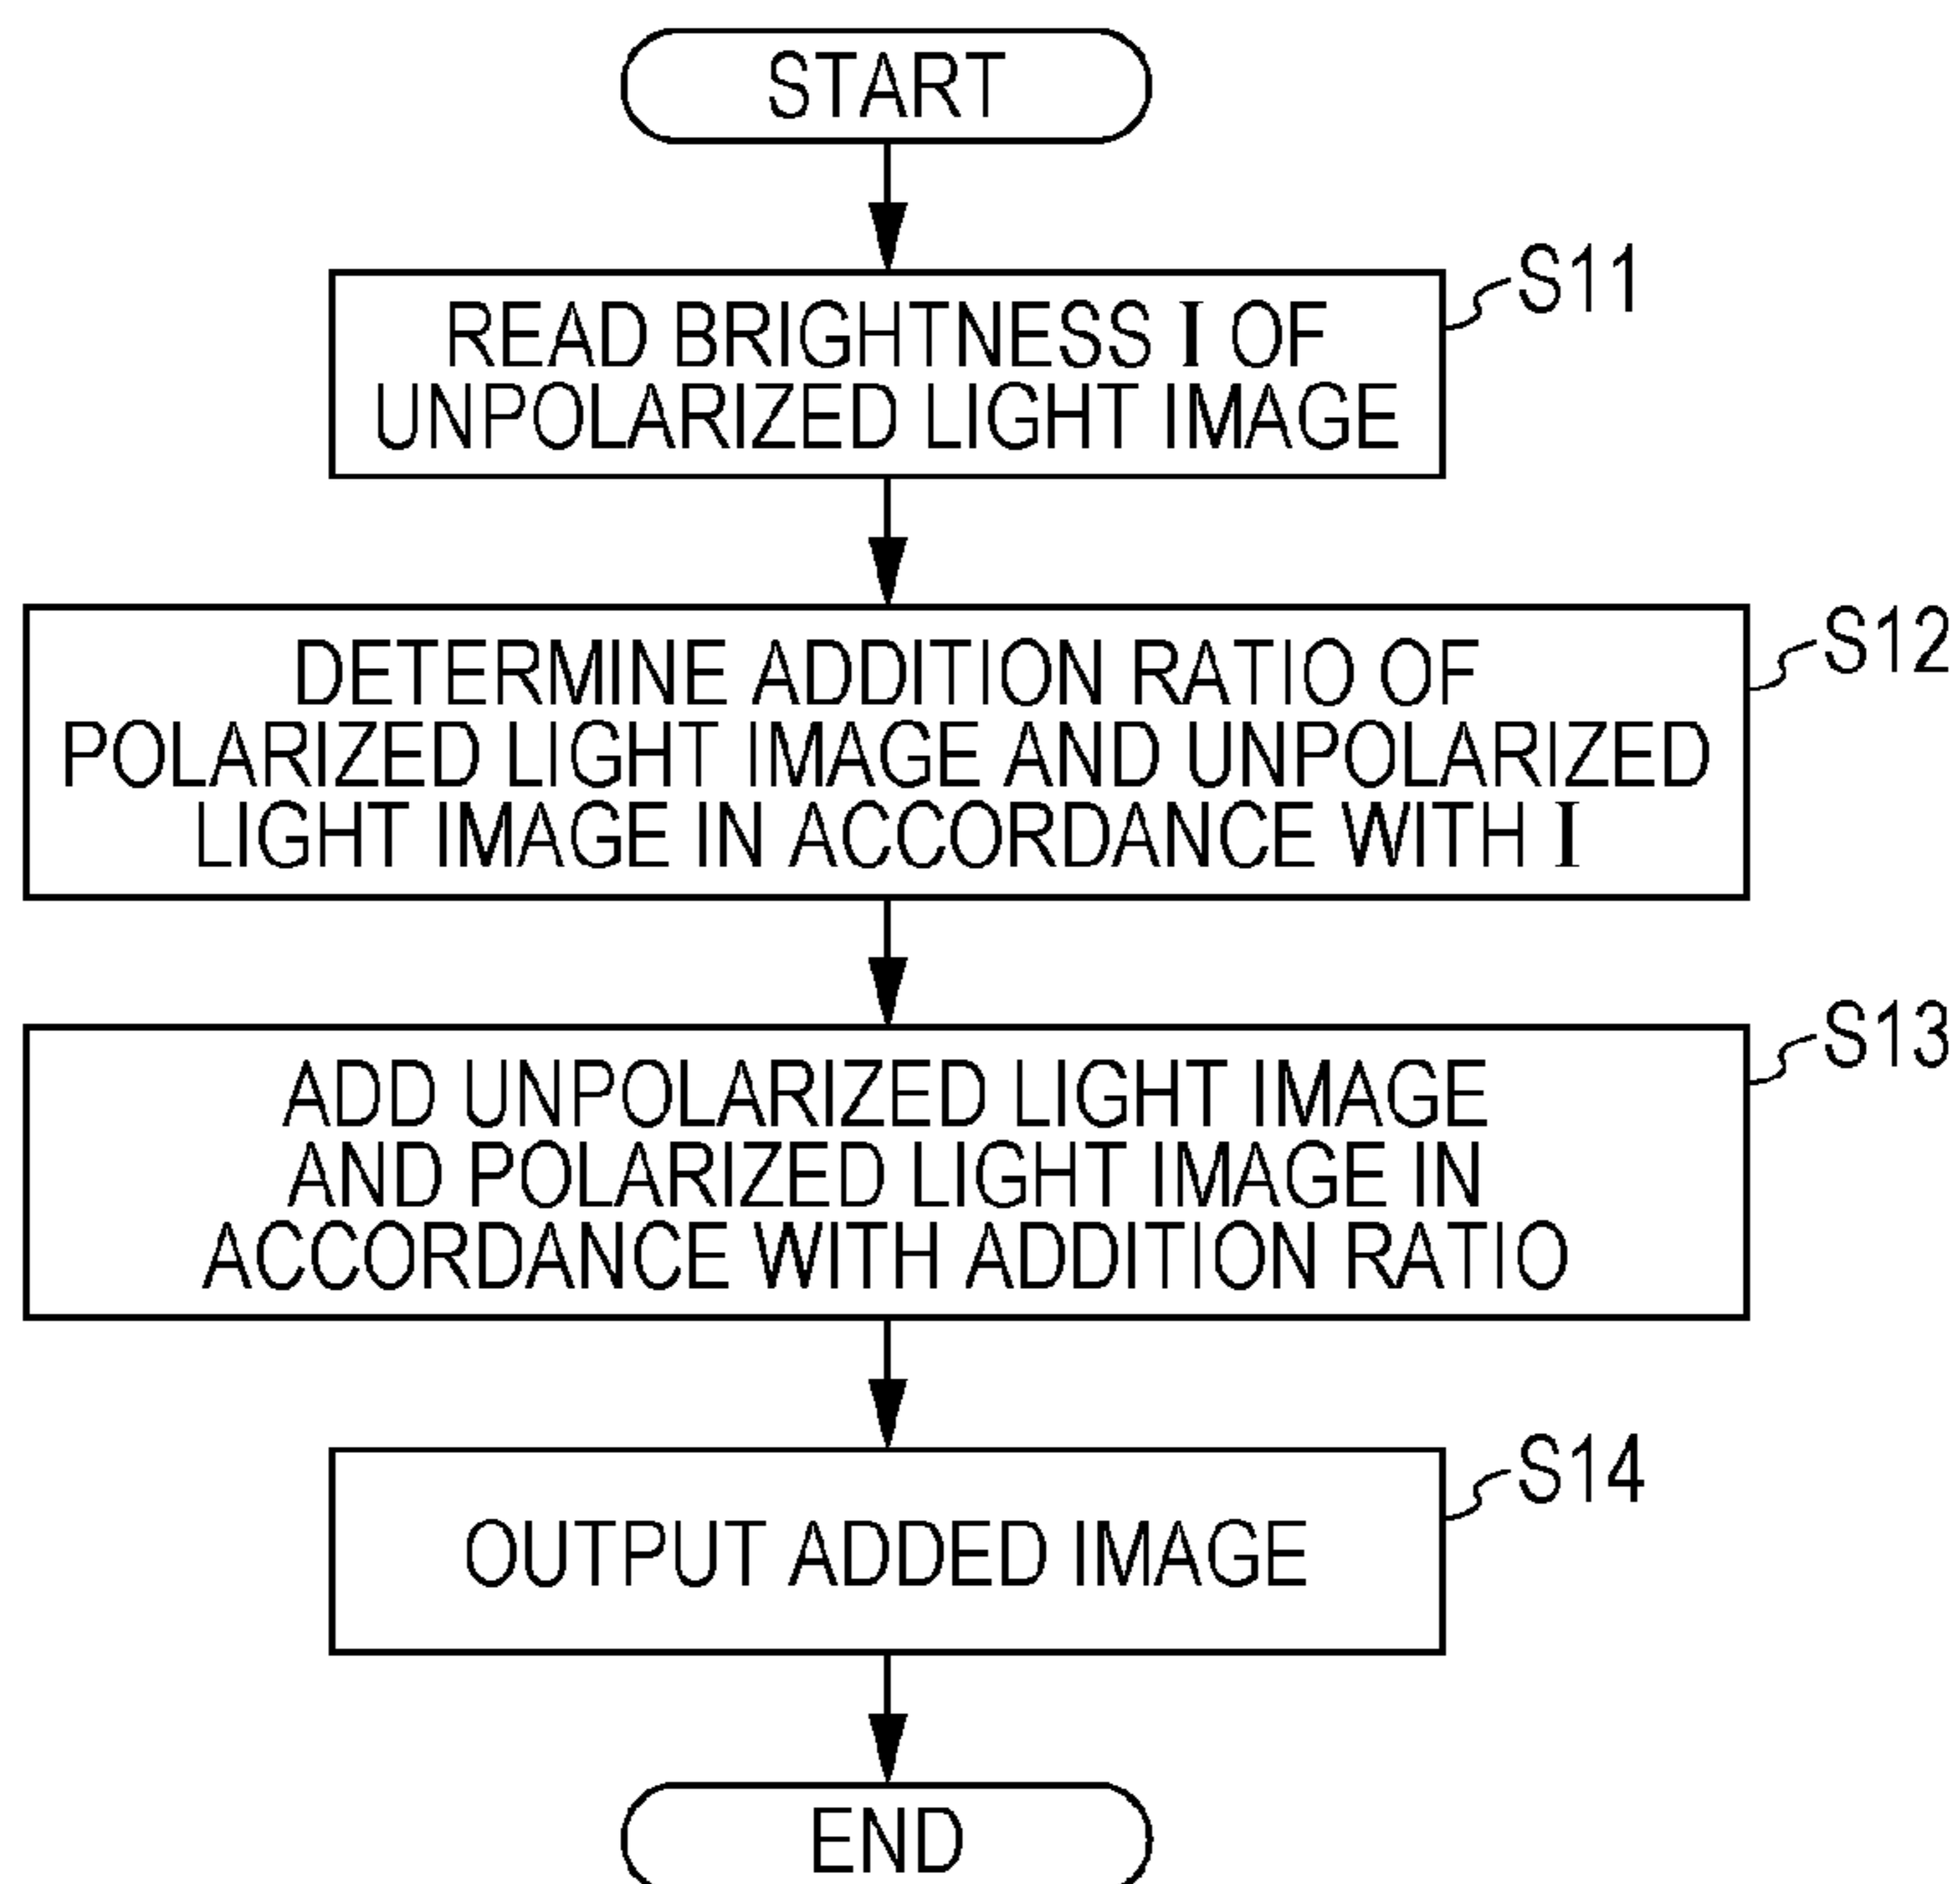 START
S11
READ BRIGHTNESS I OF
UNPOLARIZED LIGHT IMAGE
S12
DETERMINE ADDITION RATIO OF
POLARIZED LIGHT IMAGE AND UNPOLARIZED
LIGHT IMAGE IN ACCORDANCE WITH I
S13
ADD UNPOLARIZED LIGHT IMAGE
AND POLARIZED LIGHT IMAGE IN
ACCORDANCE WITH ADDITION RATIO
S14
OUTPUT ADDED IMAGE
END